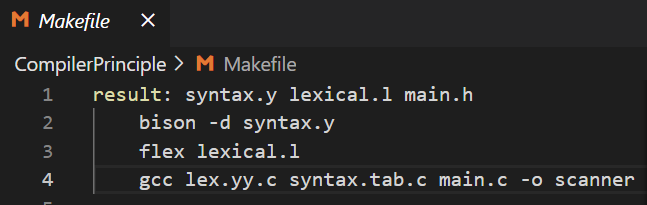 Makefile
CompilerPrinciple > Makefile
1 result: syntax.y lexical.l main.h
2 bison -d syntax.y
3 flex lexical.l
4 gcc lex.yy.c syntax.tab.c main.c -o scanner